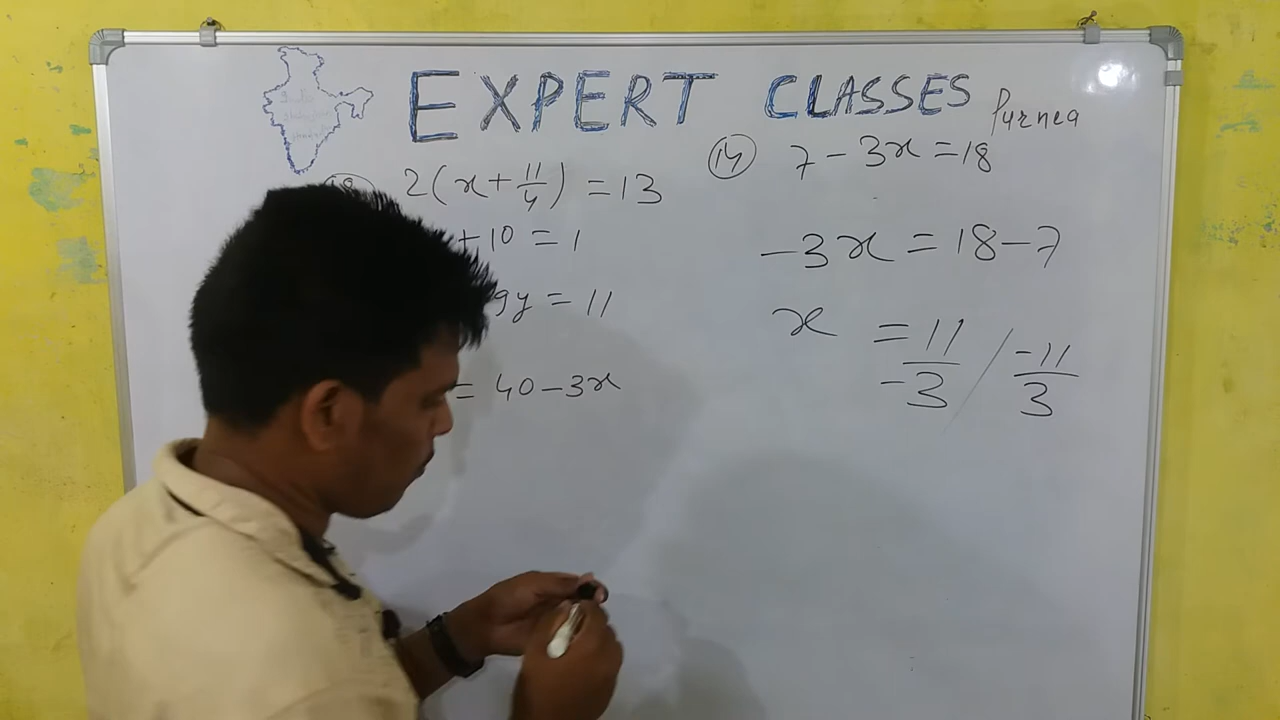 EXPERT CLASSES Purnea
2(x+11/4) = 13
+10 = 1
9y = 11
= 40-3x
14 7-3x=18
-3x = 18-7
x = 11/-3 / -11/3